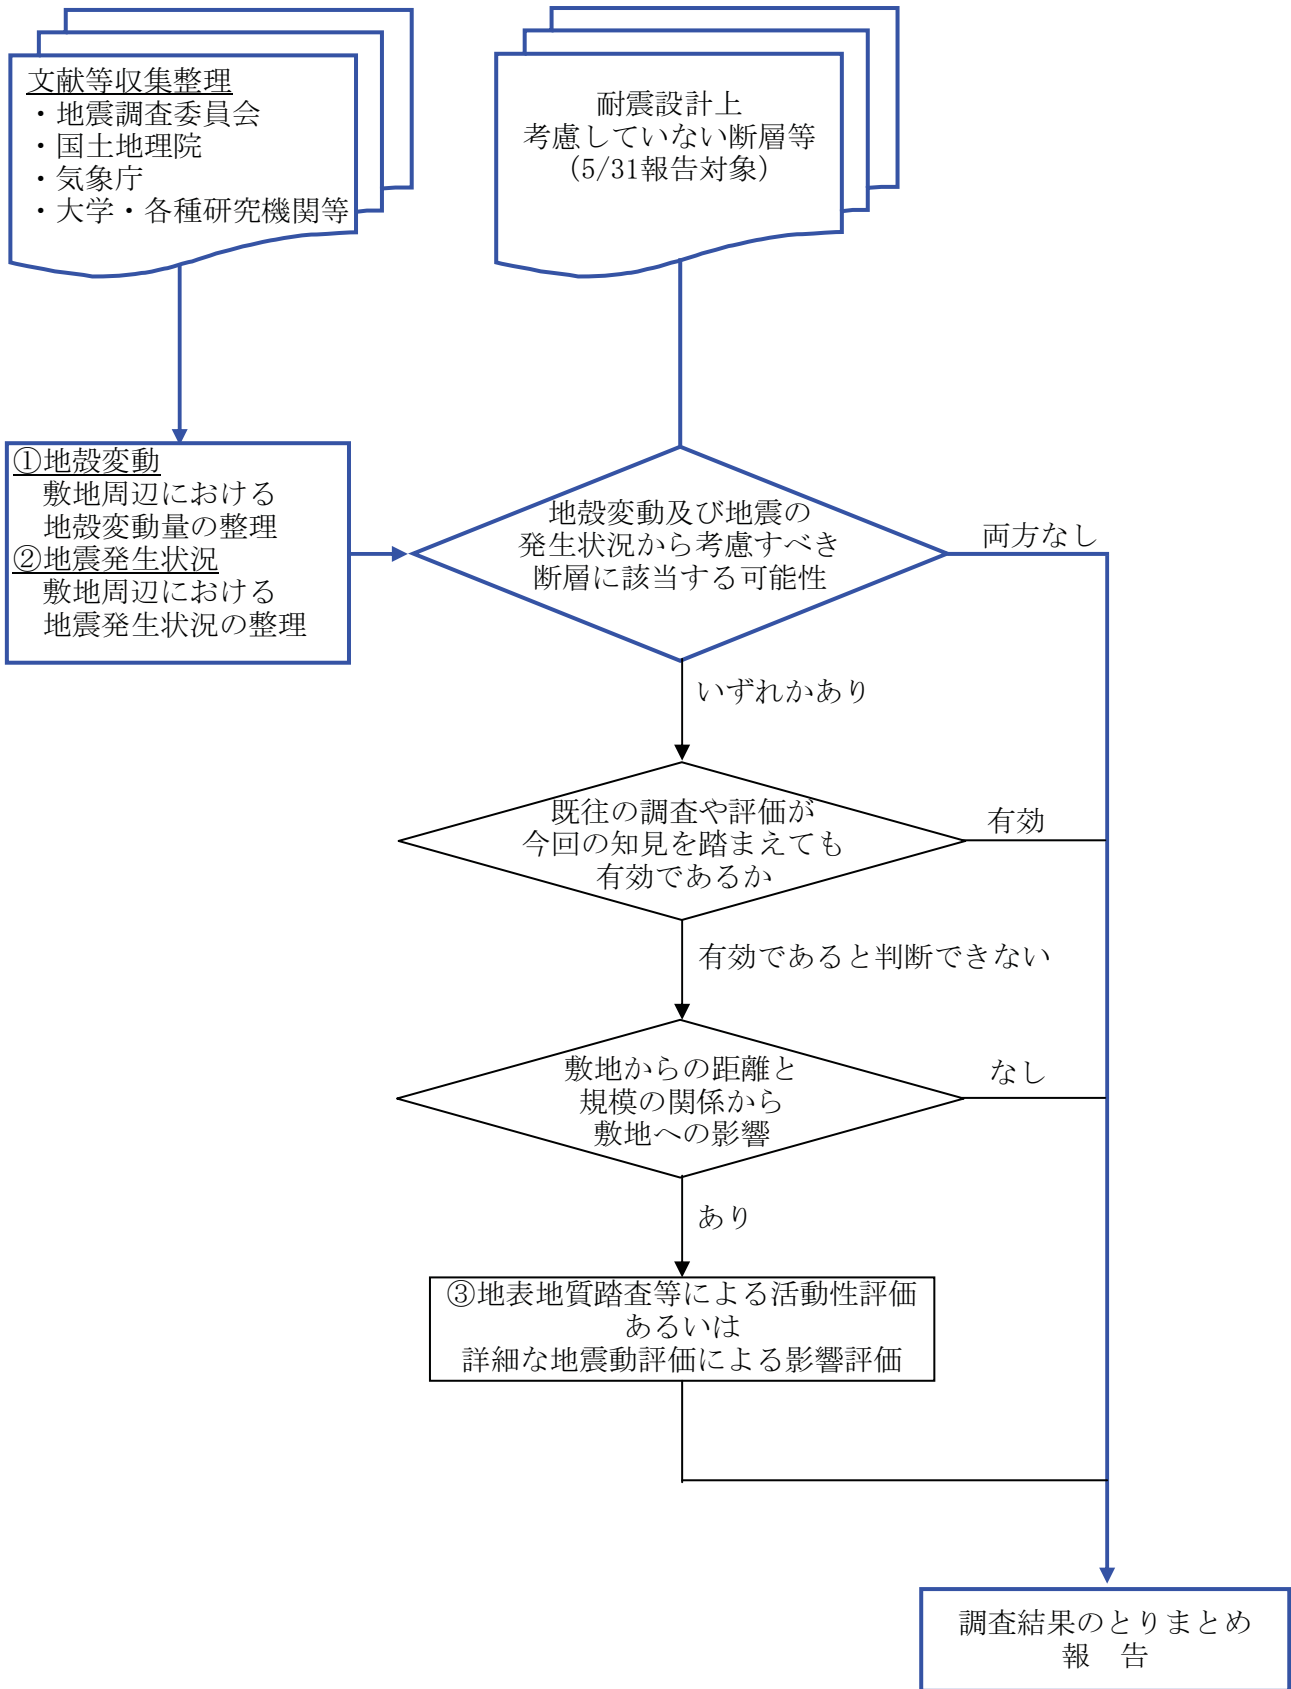 文献等収集整理
・地震調査委員会
・国土地理院
・気象庁
・大学・各種研究機関等
耐震設計上
考慮していない断層等
(5/31報告対象)
①地殻変動
敷地周辺における
地殻変動量の整理
②地震発生状況
敷地周辺における
地震発生状況の整理
地殻変動及び地震の
発生状況から考慮すべき
断層に該当する可能性
両方なし
いずれかあり
既往の調査や評価が
今回の知見を踏まえても
有効であるか
有効
有効であると判断できない
敷地からの距離と
規模の関係から
敷地への影響
なし
あり
③地表地質踏査等による活動性評価
あるいは
詳細な地震動評価による影響評価
調査結果のとりまとめ
報　告